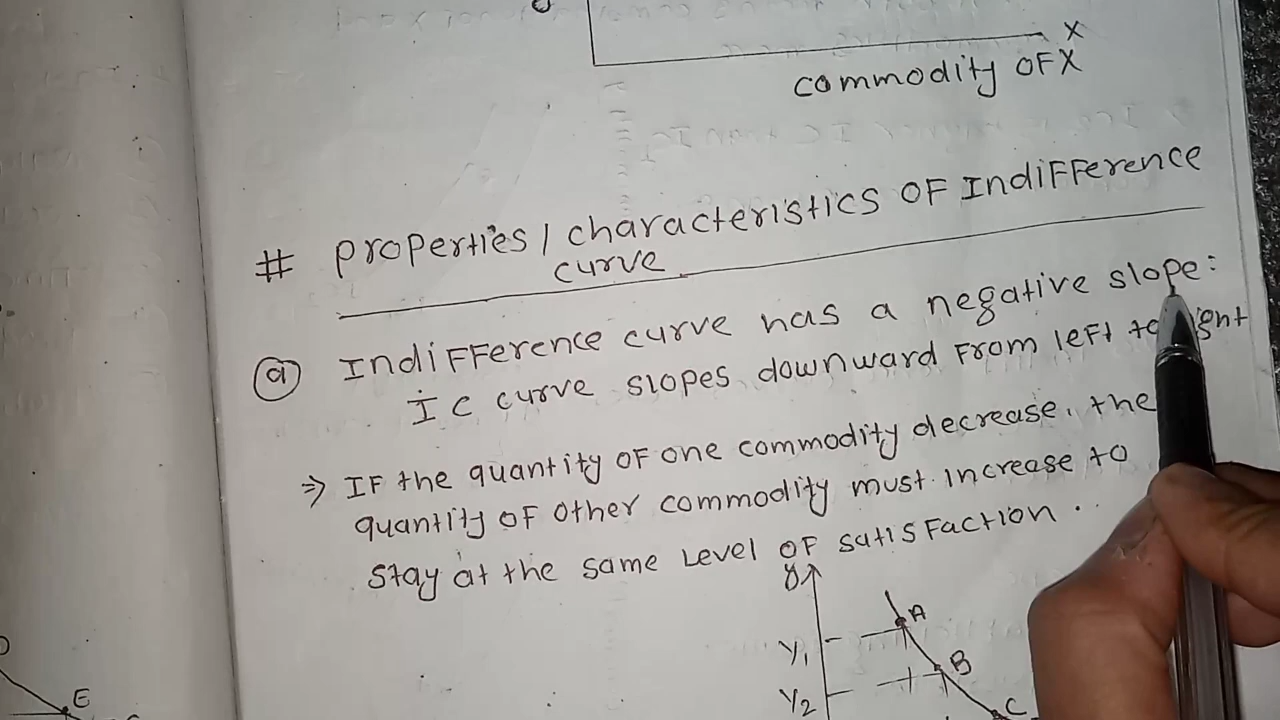 X
commodity OF X
# properties / characteristics OF IndiFFerence
curve
(a) IndiFFerence curve has a negative slope:
IC curve slopes downward From leFt to
⇒ IF the quantity OF one commodity decrease, the
quantity OF other commodity must increase to
stay at the same Level OF satisFaction.
y
A
Y1
B
Y2
C
D
E